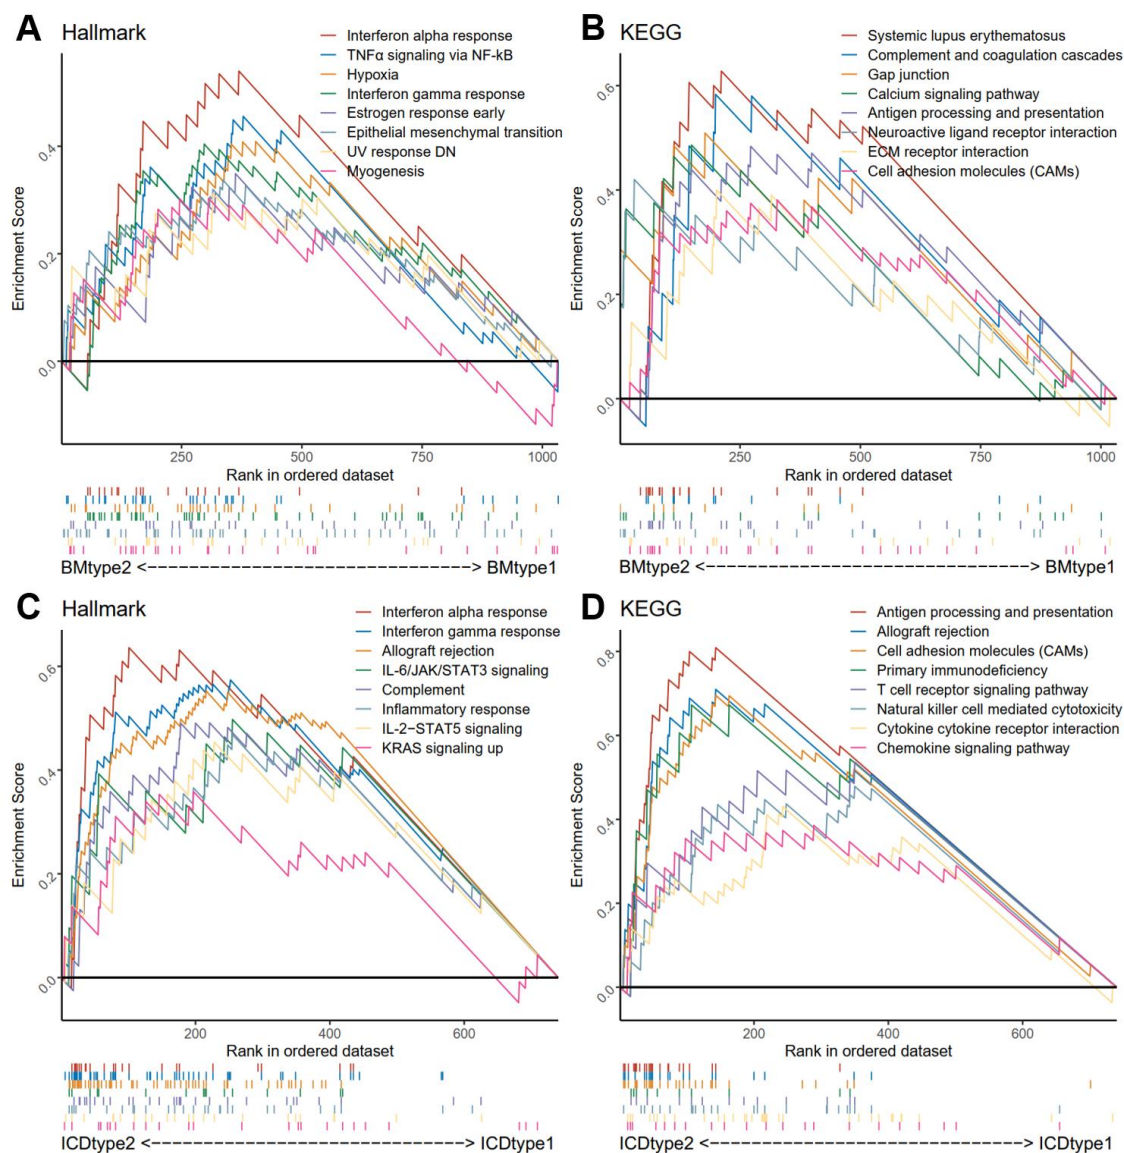 A Hallmark
Interferon alpha response
TNFα signaling via NF-kB
Hypoxia
Interferon gamma response
Estrogen response early
Epithelial mesenchymal transition
UV response DN
Myogenesis
Enrichment Score
0.4
0.2
0.0
250 500 750 1000
Rank in ordered dataset
BMtype2 <----------------------------------> BMtype1
B KEGG
Systemic lupus erythematosus
Complement and coagulation cascades
Gap junction
Calcium signaling pathway
Antigen processing and presentation
Neuroactive ligand receptor interaction
ECM receptor interaction
Cell adhesion molecules (CAMs)
Enrichment Score
0.6
0.4
0.2
0.0
250 500 750 1000
Rank in ordered dataset
BMtype2 <----------------------------------> BMtype1
C Hallmark
Interferon alpha response
Interferon gamma response
Allograft rejection
IL-6/JAK/STAT3 signaling
Complement
Inflammatory response
IL-2−STAT5 signaling
KRAS signaling up
Enrichment Score
0.6
0.4
0.2
0.0
200 400 600
Rank in ordered dataset
ICDtype2 <----------------------------------> ICDtype1
D KEGG
Antigen processing and presentation
Allograft rejection
Cell adhesion molecules (CAMs)
Primary immunodeficiency
T cell receptor signaling pathway
Natural killer cell mediated cytotoxicity
Cytokine cytokine receptor interaction
Chemokine signaling pathway
Enrichment Score
0.8
0.6
0.4
0.2
0.0
200 400 600
Rank in ordered dataset
ICDtype2 <----------------------------------> ICDtype1